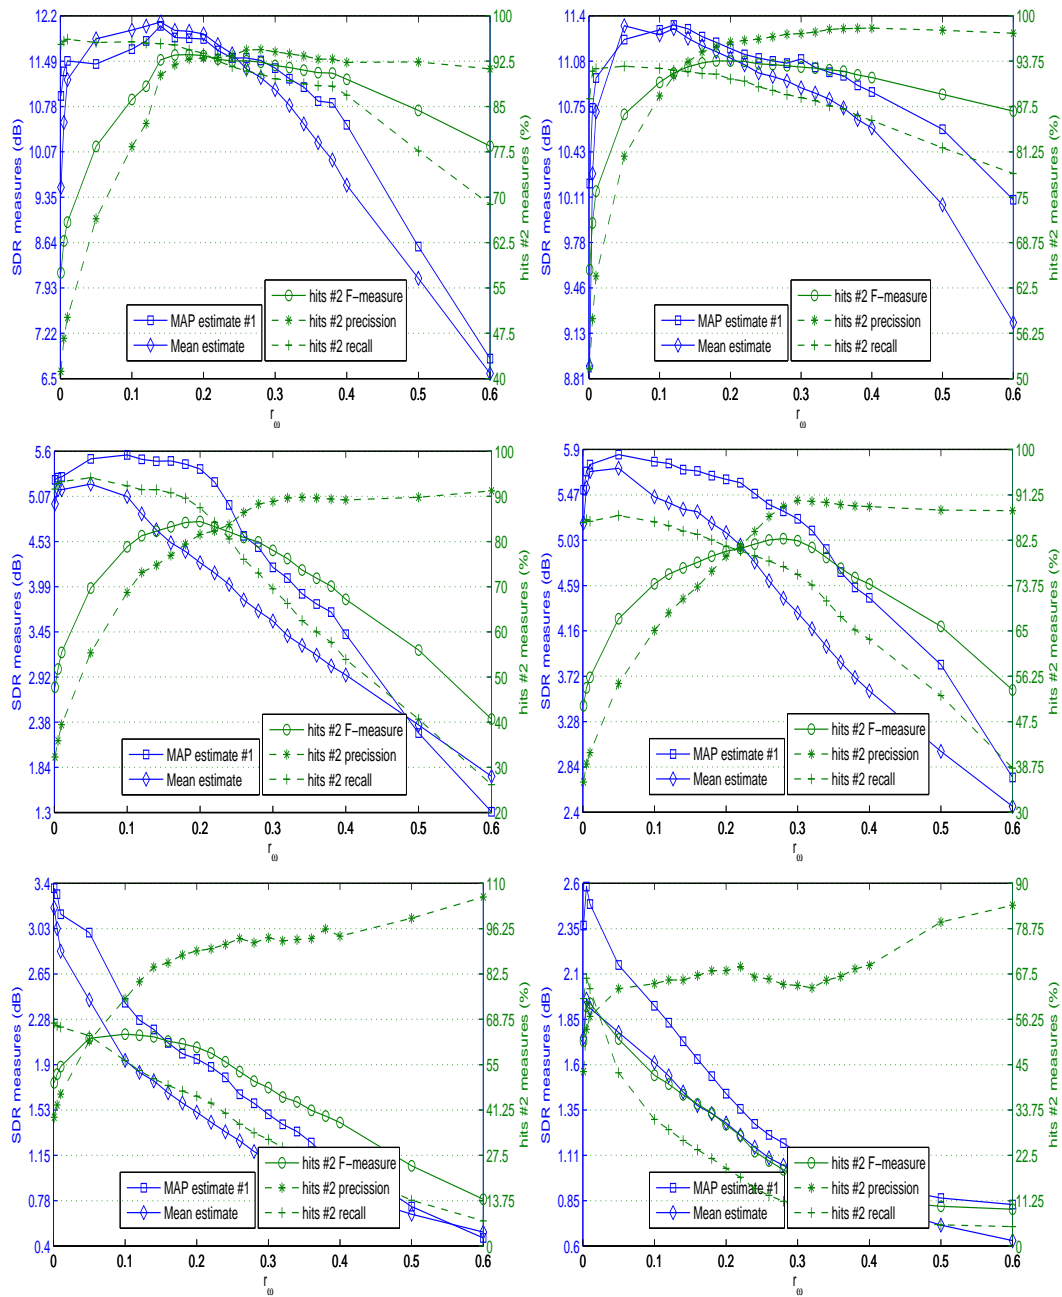 12.2
11.49
10.78
10.07
9.35
8.64
7.93
7.22
6.5
SDR measures (dB)
100
92.5
85
77.5
70
62.5
55
47.5
40
hits #2 measures (%)
MAP estimate #1
Mean estimate
hits #2 F−measure
hits #2 precission
hits #2 recall
0 0.1 0.2 0.3 0.4 0.5 0.6
r_ω
11.4
11.08
10.75
10.43
10.11
9.78
9.46
9.13
8.81
SDR measures (dB)
100
93.75
87.5
81.25
75
68.75
62.5
56.25
50
hits #2 measures (%)
MAP estimate #1
Mean estimate
hits #2 F−measure
hits #2 precission
hits #2 recall
0 0.1 0.2 0.3 0.4 0.5 0.6
r_ω
5.6
5.07
4.53
3.99
3.45
2.92
2.38
1.84
1.3
SDR measures (dB)
100
90
80
70
60
50
40
30
20
hits #2 measures (%)
MAP estimate #1
Mean estimate
hits #2 F−measure
hits #2 precission
hits #2 recall
0 0.1 0.2 0.3 0.4 0.5 0.6
r_ω
5.9
5.47
5.03
4.59
4.16
3.72
3.28
2.84
2.4
SDR measures (dB)
100
91.25
82.5
73.75
65
56.25
47.5
38.75
30
hits #2 measures (%)
MAP estimate #1
Mean estimate
hits #2 F−measure
hits #2 precission
hits #2 recall
0 0.1 0.2 0.3 0.4 0.5 0.6
r_ω
3.4
3.03
2.65
2.28
1.9
1.53
1.15
0.78
0.4
SDR measures (dB)
110
96.25
82.5
68.75
55
41.25
27.5
13.75
0
hits #2 measures (%)
MAP estimate #1
Mean estimate
hits #2 F−measure
hits #2 precission
hits #2 recall
0 0.1 0.2 0.3 0.4 0.5 0.6
r_ω
2.6
2.35
2.1
1.85
1.6
1.35
1.11
0.85
0.6
SDR measures (dB)
90
78.75
67.5
56.25
45
33.75
22.5
11.25
0
hits #2 measures (%)
MAP estimate #1
Mean estimate
hits #2 F−measure
hits #2 precission
hits #2 recall
0 0.1 0.2 0.3 0.4 0.5 0.6
r_ω